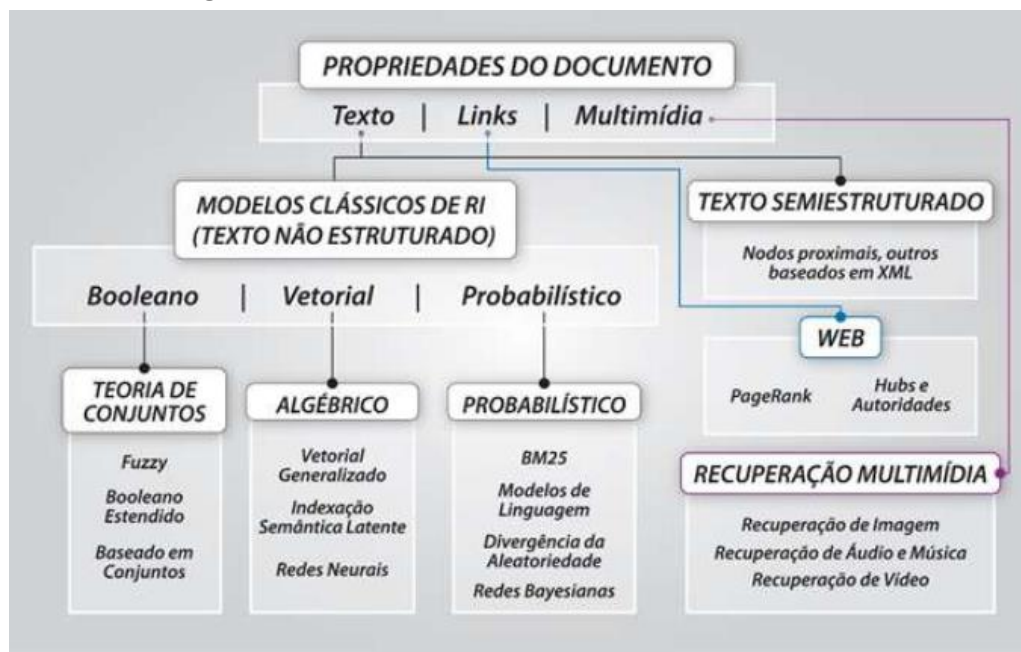 PROPRIEDADES DO DOCUMENTO
Texto | Links | Multimídia
MODELOS CLÁSSICOS DE RI
(TEXTO NÃO ESTRUTURADO)
Booleano | Vetorial | Probabilístico
TEORIA DE
CONJUNTOS
Fuzzy
Booleano
Estendido
Baseado em
Conjuntos
ALGÉBRICO
Vetorial
Generalizado
Indexação
Semântica Latente
Redes Neurais
PROBABILÍSTICO
BM25
Modelos de
Linguagem
Divergência da
Aleatoriedade
Redes Bayesianas
TEXTO SEMIESTRUTURADO
Nodos proximais, outros
baseados em XML
WEB
PageRank
Hubs e
Autoridades
RECUPERAÇÃO MULTIMÍDIA
Recuperação de Imagem
Recuperação de Áudio e Música
Recuperação de Vídeo